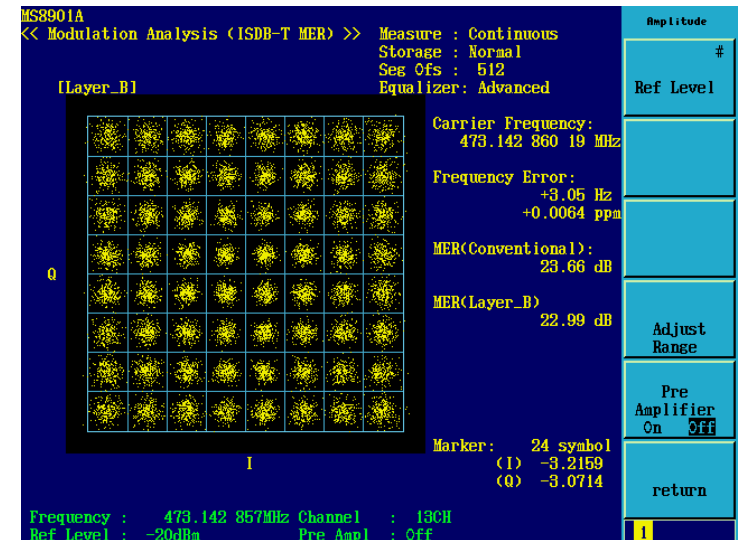 MS8901A
<< Modulation Analysis (ISDB-T MER) >>
Measure : Continuous
Storage : Normal
Seg Ofs : 512
Equalizer: Advanced
[Layer_B]
Carrier Frequency:
473.142 860 19 MHz
Frequency Error:
+3.05 Hz
+0.0064 ppm
MER(Conventional):
23.66 dB
MER(Layer_B)
22.99 dB
Q
I
Marker: 24 symbol
(I) -3.2159
(Q) -3.0714
Frequency : 473.142 857MHz Channel : 13CH
Ref Level : -20dBm Pre Ampl : Off
Amplitude
#
Ref Level
Adjust
Range
Pre
Amplifier
On Off
return
1